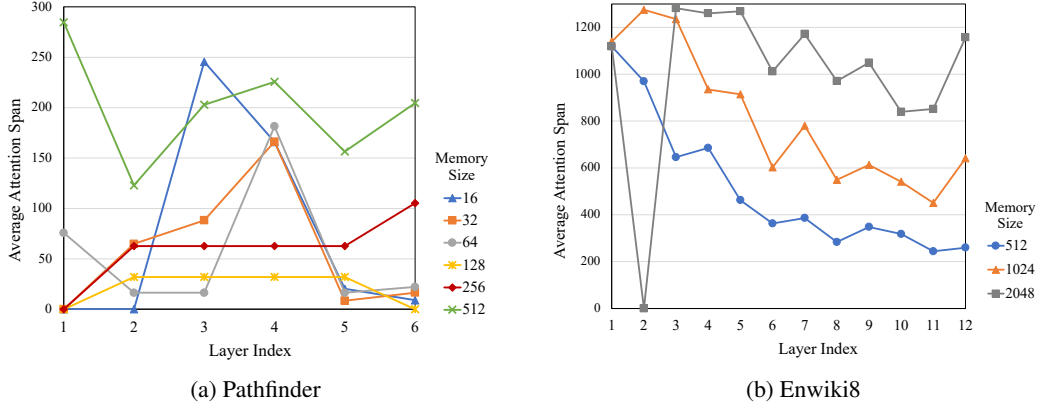 300
250
200
150
100
50
0
Average Attention Span
1 2 3 4 5 6
Layer Index
Memory
Size
16
32
64
128
256
512
(a) Pathfinder
1200
1000
800
600
400
200
0
Average Attention Span
1 2 3 4 5 6 7 8 9 10 11 12
Layer Index
Memory
Size
512
1024
2048
(b) Enwiki8